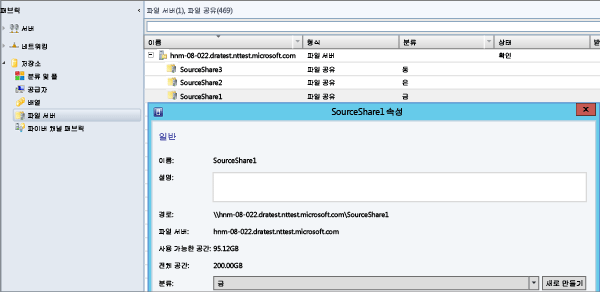 패브릭
서버
네트워킹
저장소
분류 및 풀
공급자
배열
파일 서버
파이버 채널 패브릭
파일 서버(1), 파일 공유(469)
이름 형식 분류 상태
hnm-08-022.dratest.nttest.microsoft.com 파일 서버 확인
SourceShare3 파일 공유 동
SourceShare2 파일 공유 은
SourceShare1 파일 공유 금
SourceShare1 속성
일반
이름: SourceShare1
설명:
경로: \\hnm-08-022.dratest.nttest.microsoft.com\SourceShare1
파일 서버: hnm-08-022.dratest.nttest.microsoft.com
사용 가능한 공간: 95.12GB
전체 공간: 200.00GB
분류: 금 새로 만들기